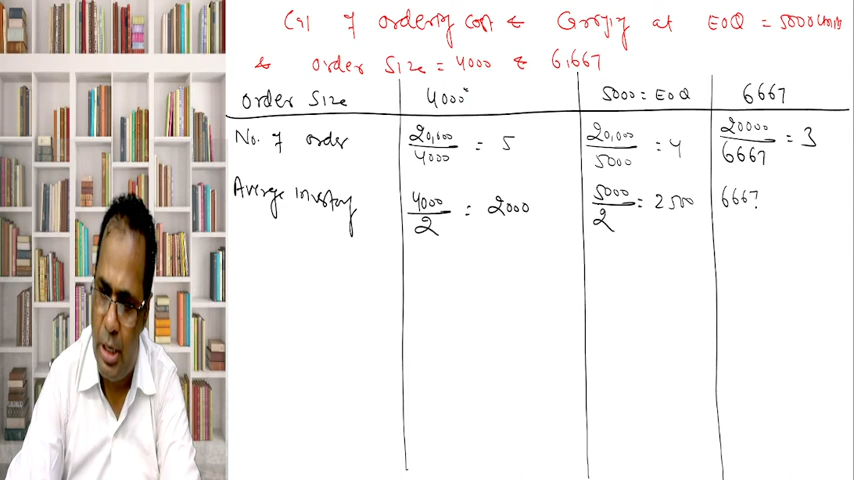 Cal of ordering cost & Carrying at EOQ = 5000 units
& order Size = 4000 & 6,667
Order Size 4000 5000 = EOQ 6667
No. of order 20,000/4000 = 5 20,000/5000 = 4 20000/6667 = 3
Average inventory 4000/2 = 2000 5000/2 = 2500 6667